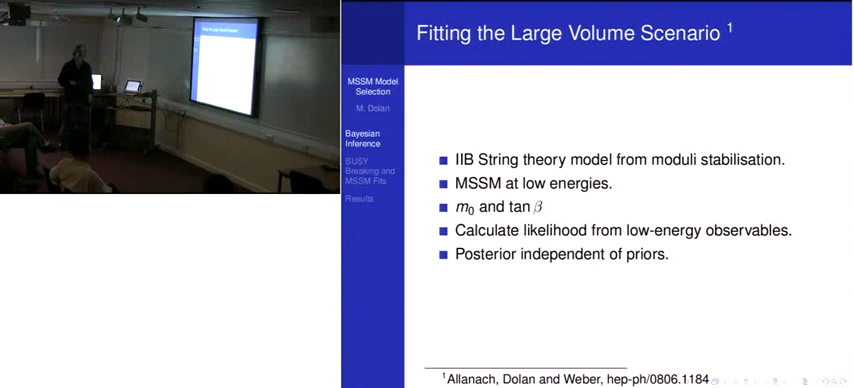 Fitting the Large Volume Scenario 1
MSSM Model
Selection
M. Dolan
Bayesian
Inference
SUSY
Breaking and
MSSM Fits
Results
IIB String theory model from moduli stabilisation.
MSSM at low energies.
m0 and tan β
Calculate likelihood from low-energy observables.
Posterior independent of priors.
1Allanach, Dolan and Weber, hep-ph/0806.1184